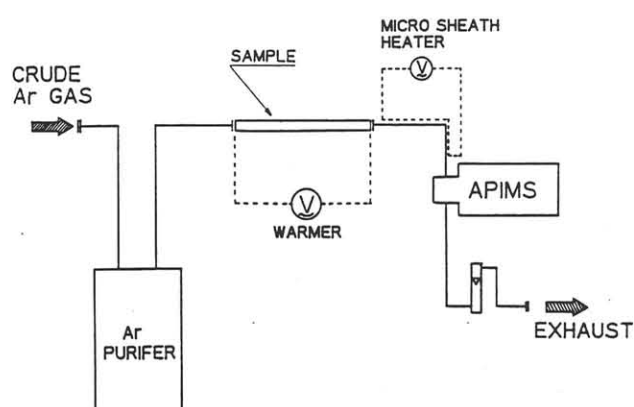 MICRO SHEATH
HEATER
V
SAMPLE
CRUDE
Ar GAS
APIMS
V
WARMER
Ar
PURIFER
EXHAUST